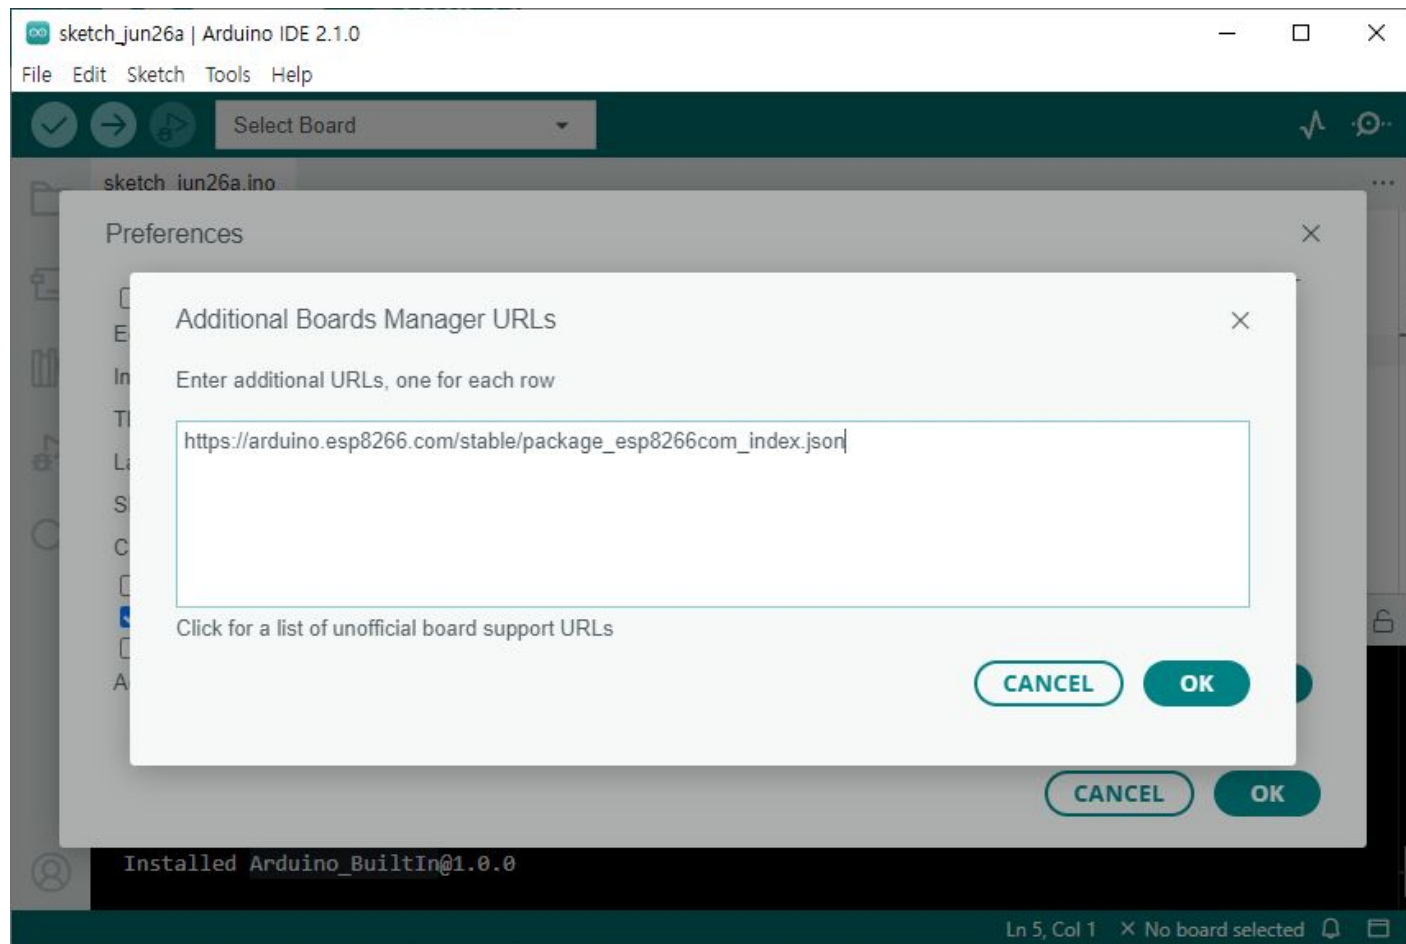 sketch_jun26a | Arduino IDE 2.1.0
File Edit Sketch Tools Help
Select Board
sketch_jun26a.ino
Preferences
Additional Boards Manager URLs
Enter additional URLs, one for each row
https://arduino.esp8266.com/stable/package_esp8266com_index.json
Click for a list of unofficial board support URLs
CANCEL OK
CANCEL OK
Installed Arduino_BuiltIn@1.0.0
Ln 5, Col 1 × No board selected